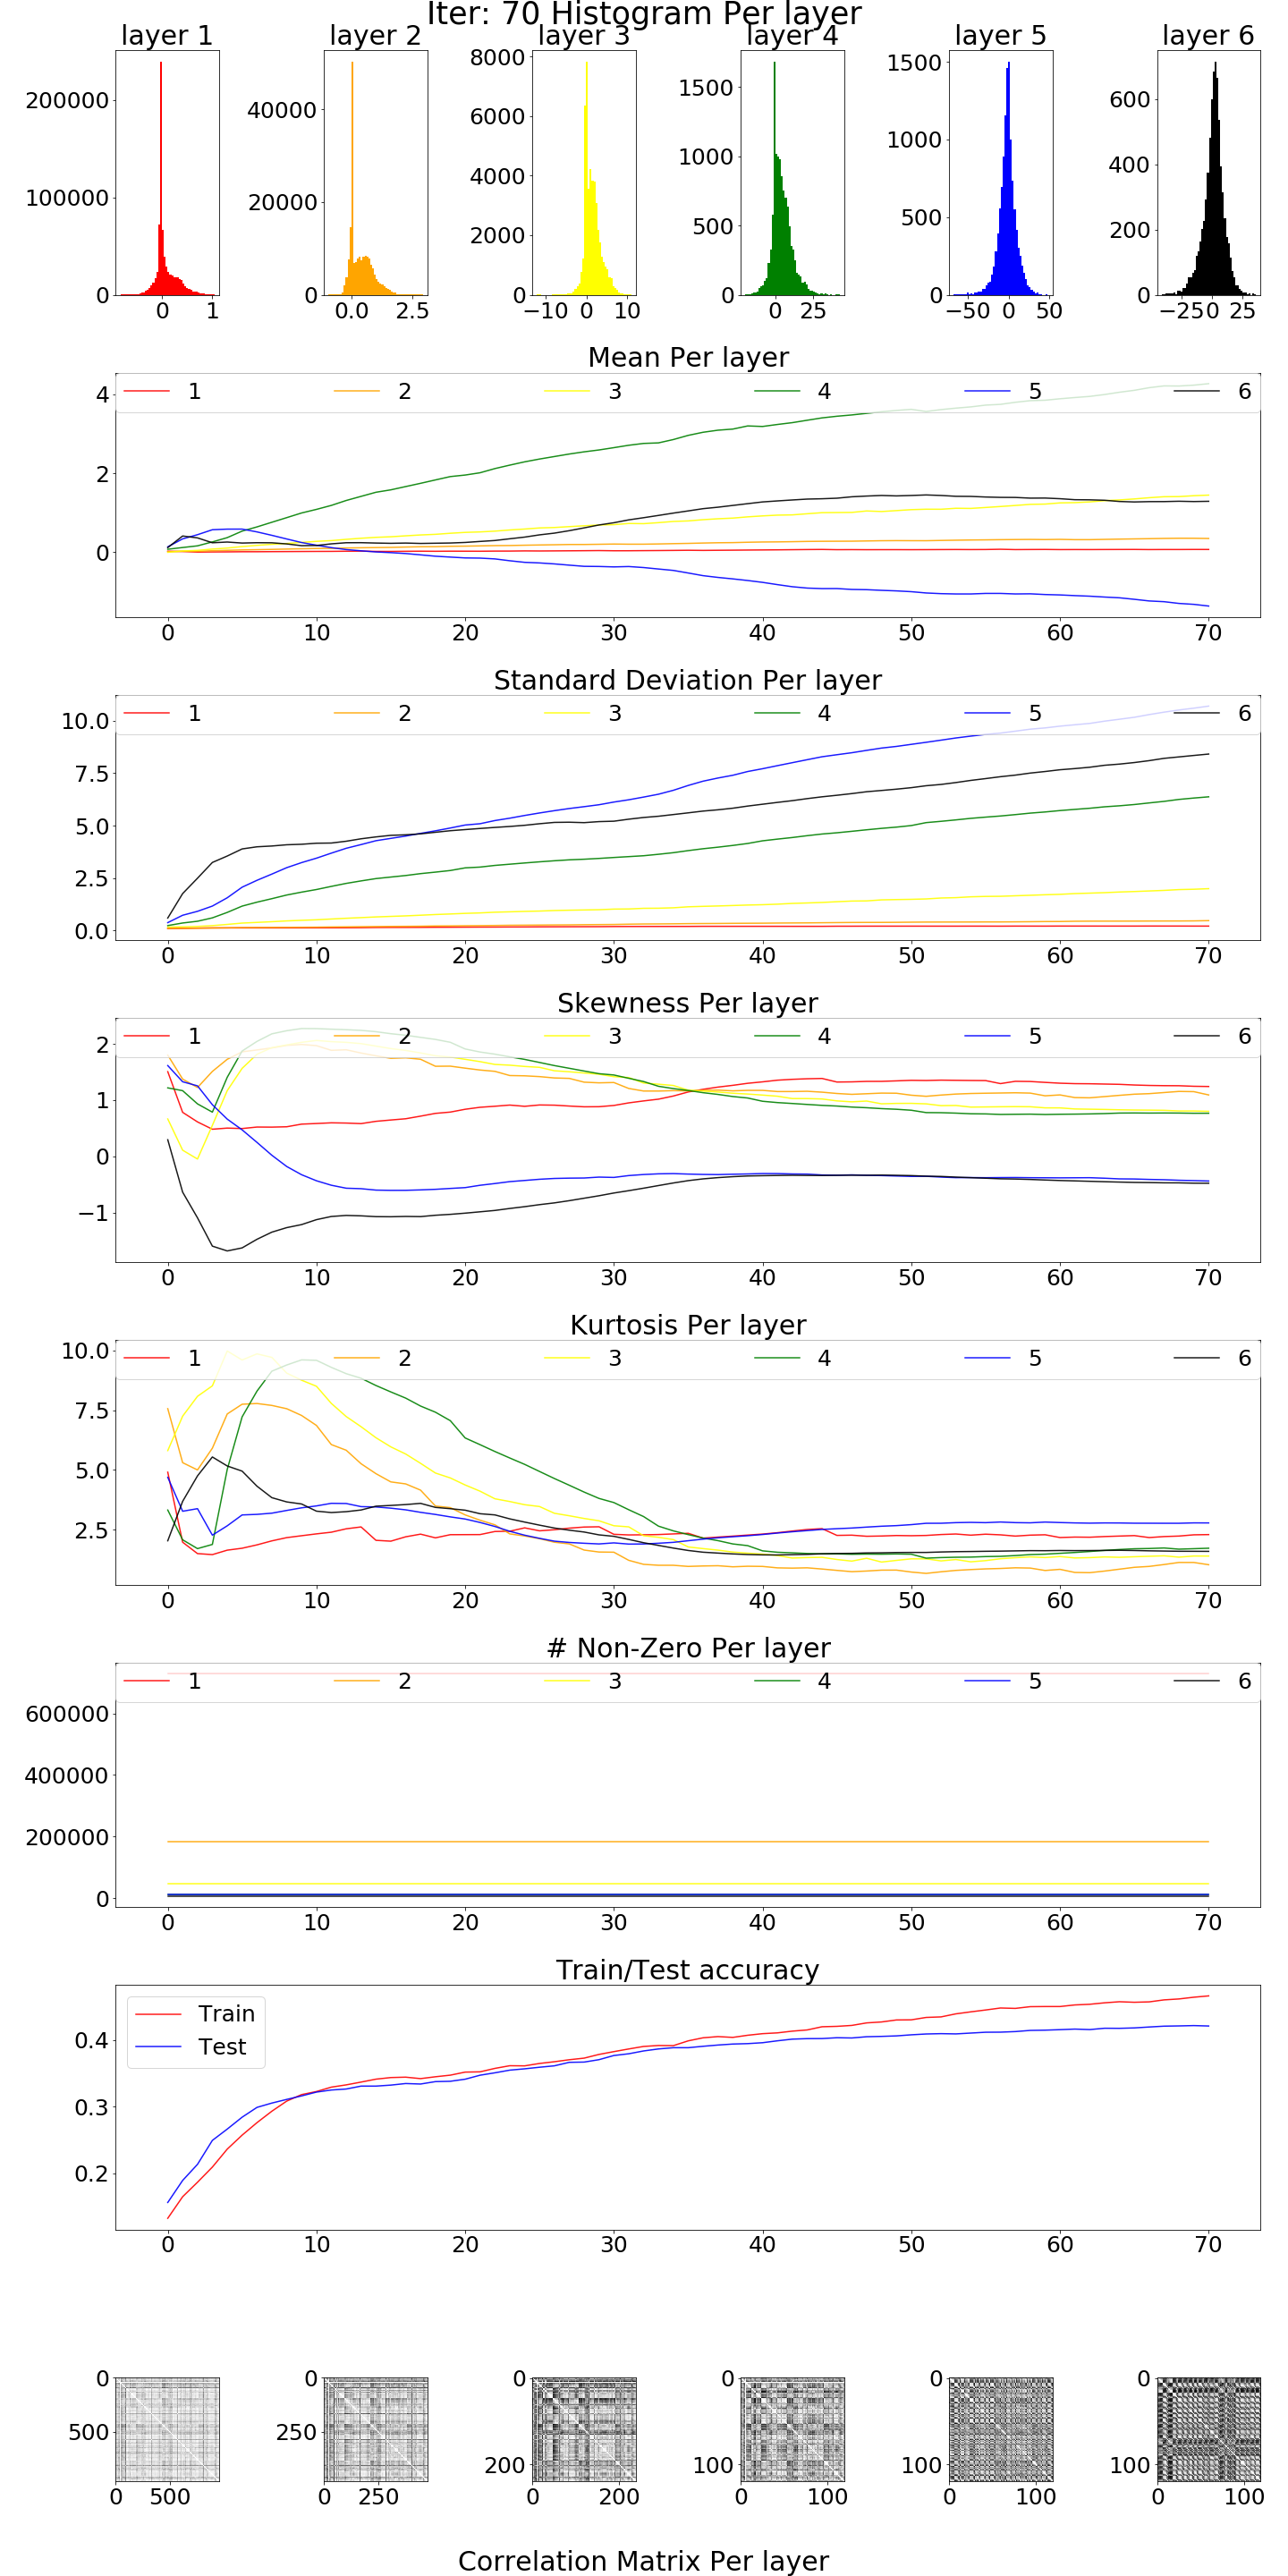 Iter: 70 Histogram Per layer
layer 1 layer 2 layer 3 layer 4 layer 5 layer 6
200000
100000
0
0 1
40000
20000
0
0.0 2.5
8000
6000
4000
2000
0
−10 0 10
1500
1000
500
0
0 25
1500
1000
500
0
−50 0 50
600
400
200
0
−25 0 25
Mean Per layer
1 2 3 4 5 6
4
2
0
0 10 20 30 40 50 60 70
Standard Deviation Per layer
1 2 3 4 5 6
10.0
7.5
5.0
2.5
0.0
0 10 20 30 40 50 60 70
Skewness Per layer
1 2 3 4 5 6
2
1
0
−1
0 10 20 30 40 50 60 70
Kurtosis Per layer
1 2 3 4 5 6
10.0
7.5
5.0
2.5
0 10 20 30 40 50 60 70
# Non-Zero Per layer
1 2 3 4 5 6
600000
400000
200000
0
0 10 20 30 40 50 60 70
Train/Test accuracy
Train
Test
0.4
0.3
0.2
0 10 20 30 40 50 60 70
0
500
0 500
0
250
0 250
0
200
0 200
0
100
0 100
0
100
0 100
0
100
0 100
Correlation Matrix Per layer